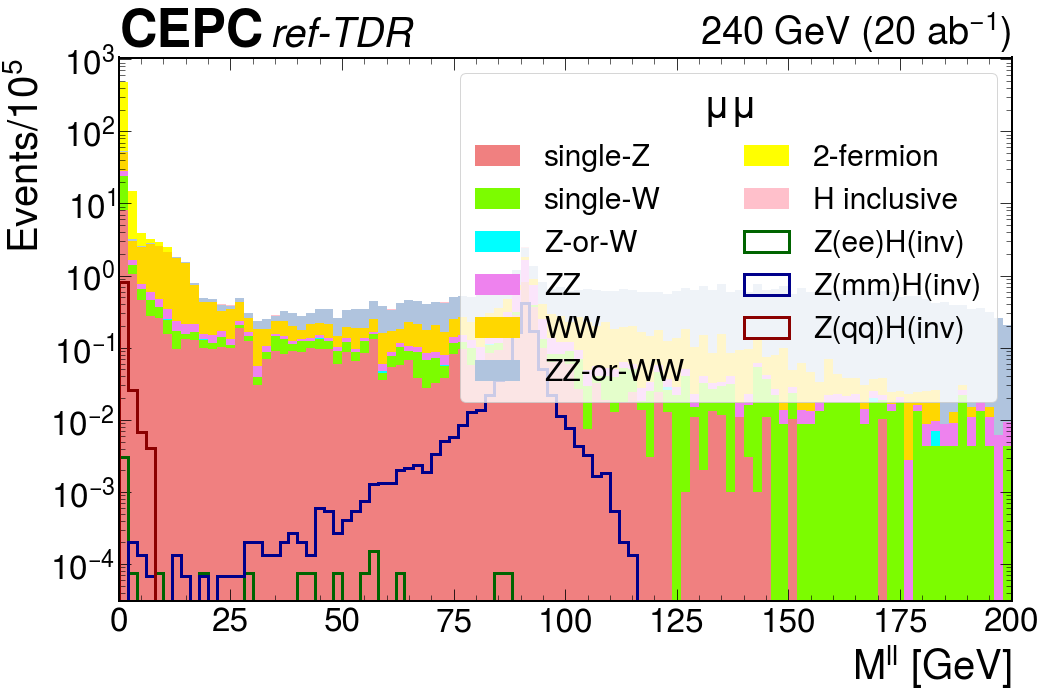 CEPC ref-TDR 240 GeV (20 ab⁻¹)
Events/10⁵
10³
10²
10¹
10⁰
10⁻¹
10⁻²
10⁻³
10⁻⁴
μμ
single-Z 2-fermion
single-W H inclusive
Z-or-W Z(ee)H(inv)
ZZ Z(mm)H(inv)
WW Z(qq)H(inv)
ZZ-or-WW
0 25 50 75 100 125 150 175 200
Mˡˡ [GeV]